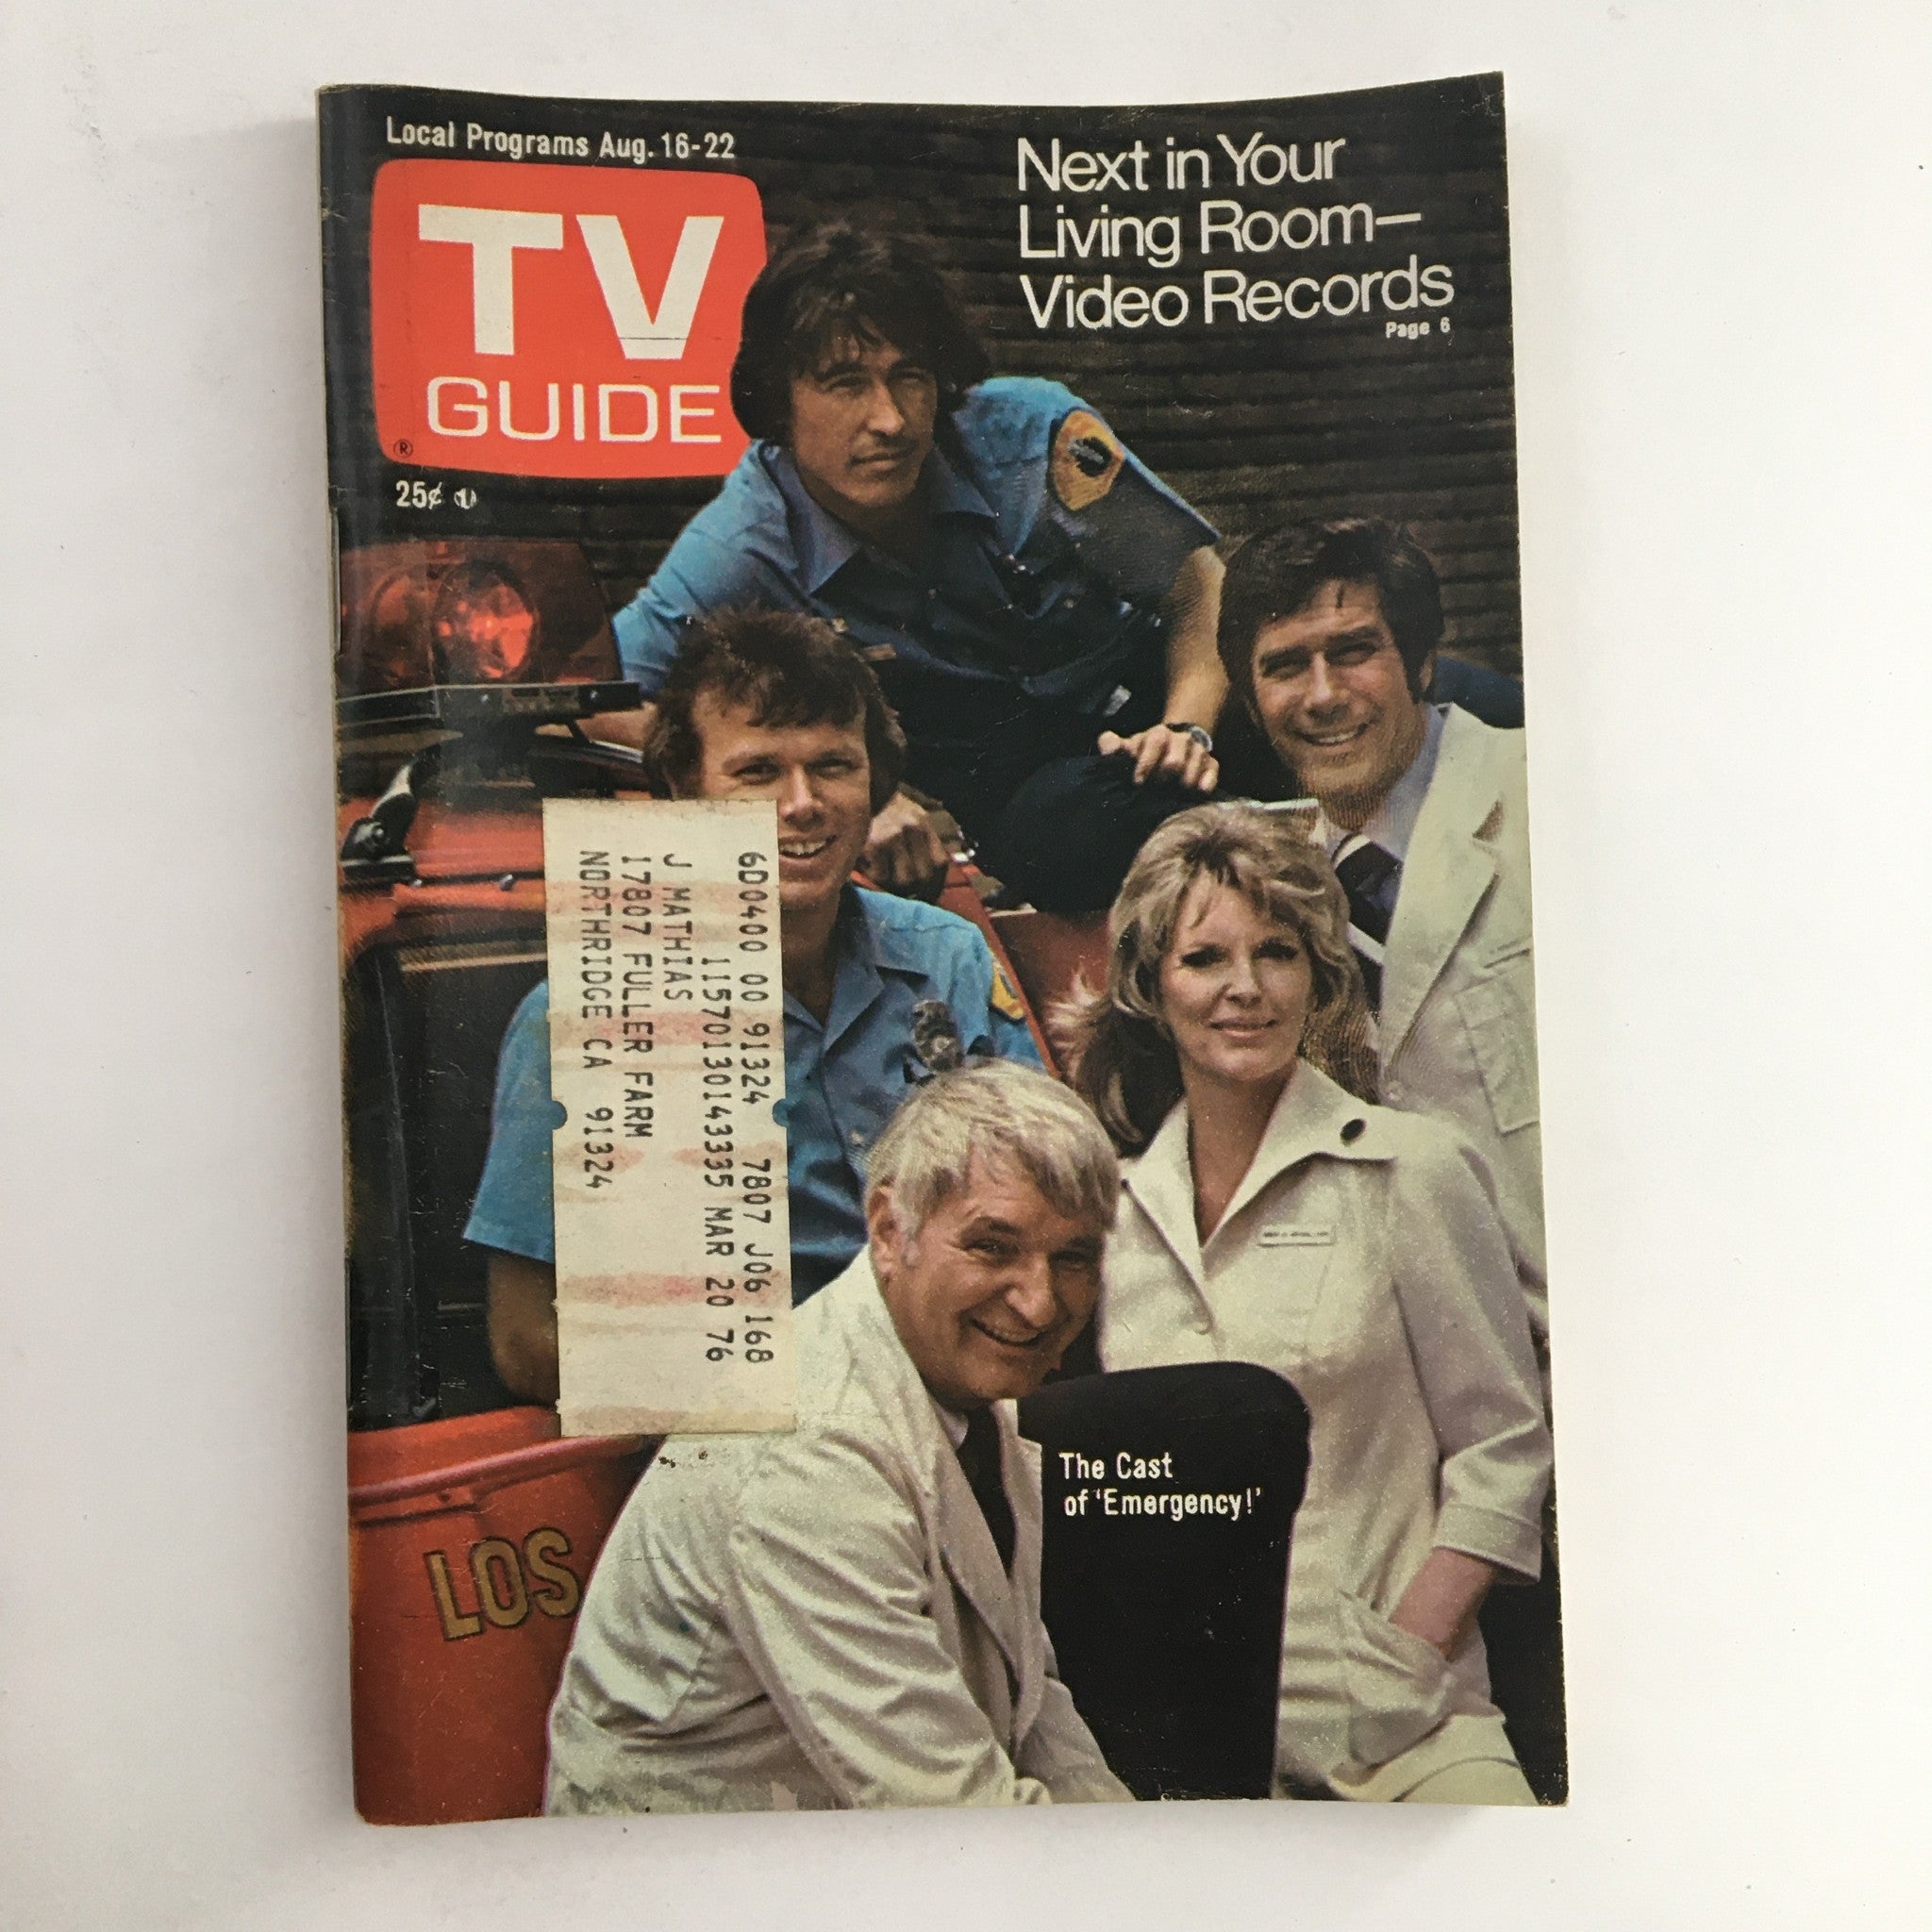 Local Programs Aug. 16-22
TV
GUIDE
®
25¢
Next in Your
Living Room—
Video Records
Page 6
6D0400 00 91324 7807 J06 168
11570130143335 MAR 20 76
J MATHIAS
17807 FULLER FARM
NORTHRIDGE CA 91324
The Cast
of 'Emergency!'
LOS